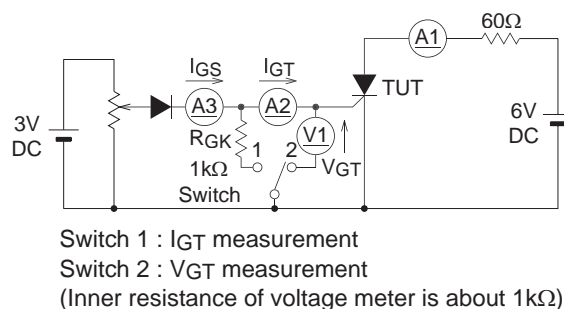 A1
60Ω
IGS
IGT
TUT
A3
A2
3V
DC
RGK
1
2
V1
6V
DC
1kΩ
VGT
Switch
Switch 1 : IGT measurement
Switch 2 : VGT measurement
(Inner resistance of voltage meter is about 1kΩ)